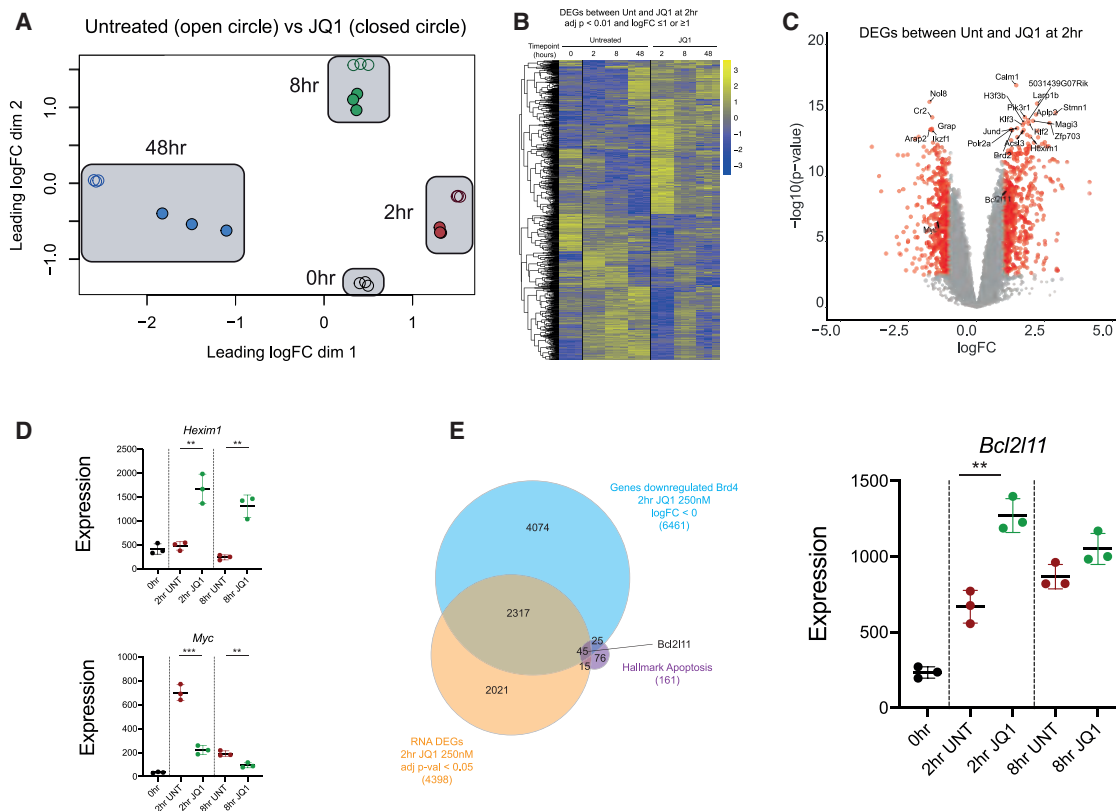 A
Untreated (open circle) vs JQ1 (closed circle)
Leading logFC dim 2
1.0
0.0
−1.0
8hr
48hr
2hr
0hr
−2
−1
0
1
Leading logFC dim 1
B
DEGs between Unt and JQ1 at 2hr
adj p < 0.01 and logFC ≤1 or ≥1
Timepoint
(hours)
Untreated
JQ1
0
2
8
48
2
8
48
3
2
1
0
−1
−2
−3
C
DEGs between Unt and JQ1 at 2hr
−log10(p−value)
20
15
10
5
0
Calm1
5031439G07Rik
Nol8
H3f3b
Larp1b
Pik3r1
Aplp2
Stmn1
Cr2
Klf3
Magi3
Grap
Jund
Klf2
Zfp703
Arap2
Ikzf1
Polr2a
Acsl3
Hexim1
Brd2
Bcl2l11
−5.0
0.0
2.5
5.0
logFC
D
Hexim1
Expression
2500
2000
1500
1000
500
0
**
**
0hr
2hr UNT
2hr JQ1
8hr UNT
8hr JQ1
Myc
Expression
1000
800
600
400
200
0
***
**
0hr
2hr UNT
2hr JQ1
8hr UNT
8hr JQ1
E
Genes downregulated Brd4
2hr JQ1 250nM
logFC < 0
(6461)
4074
2317
25
45
76
15
2021
Bcl2l11
Hallmark Apoptosis
(161)
RNA DEGs
2hr JQ1 250nM
adj p-val < 0.05
(4398)
Bcl2l11
Expression
1500
1000
500
0
**
0hr
2hr UNT
2hr JQ1
8hr UNT
8hr JQ1